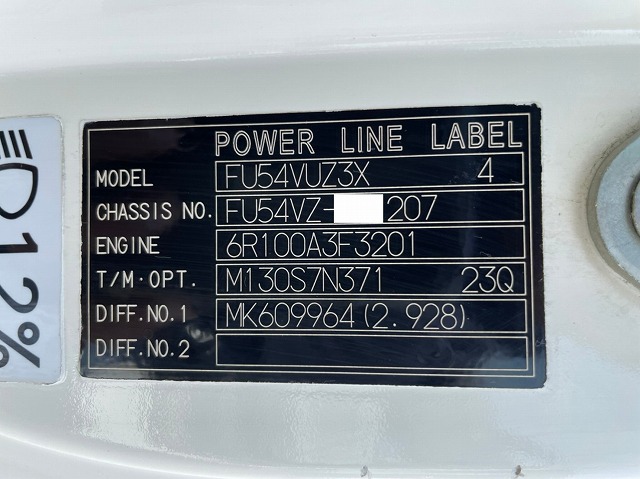 POWER LINE LABEL
MODEL FU54VUZ3X 4
CHASSIS NO. FU54VZ- 207
ENGINE 6R100A3F3201
T/M·OPT. M130S7N371 23Q
DIFF.NO.1 MK609964(2.928)
DIFF.NO.2
12%